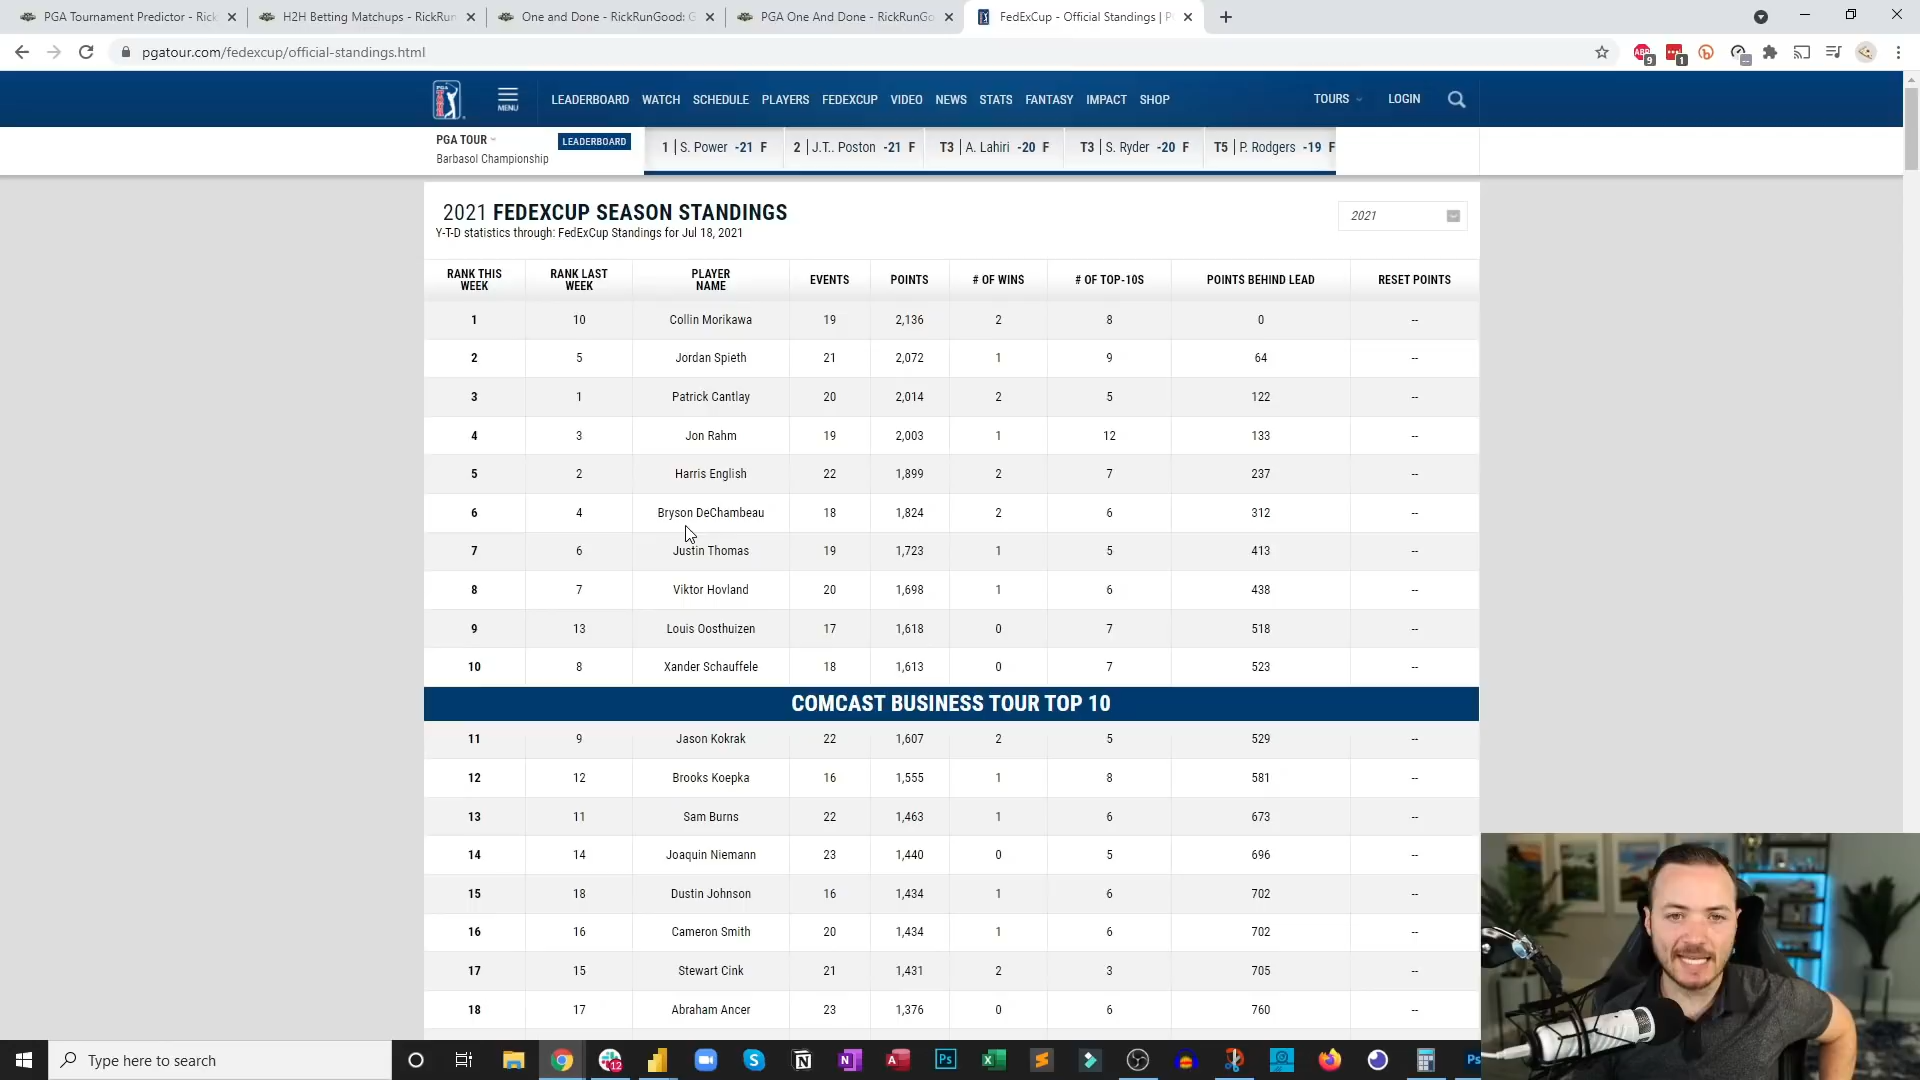 PGA Tournament Predictor - Rick
H2H Betting Matchups - RickRun
One and Done - RickRunGood: G
PGA One And Done - RickRunGo
FedExCup - Official Standings | P
pgatour.com/fedexcup/official-standings.html
MENU
LEADERBOARD WATCH SCHEDULE PLAYERS FEDEXCUP VIDEO NEWS STATS FANTASY IMPACT SHOP
TOURS LOGIN
PGA TOUR
Barbasol Championship
LEADERBOARD
1 | S. Power -21 F
2 | J.T.. Poston -21 F
T3 | A. Lahiri -20 F
T3 | S. Ryder -20 F
T5 | P. Rodgers -19 F
2021 FEDEXCUP SEASON STANDINGS
Y-T-D statistics through: FedExCup Standings for Jul 18, 2021
2021
RANK THIS WEEK RANK LAST WEEK PLAYER NAME EVENTS POINTS # OF WINS # OF TOP-10S POINTS BEHIND LEAD RESET POINTS
1 10 Collin Morikawa 19 2,136 2 8 0 --
2 5 Jordan Spieth 21 2,072 1 9 64 --
3 1 Patrick Cantlay 20 2,014 2 5 122 --
4 3 Jon Rahm 19 2,003 1 12 133 --
5 2 Harris English 22 1,899 2 7 237 --
6 4 Bryson DeChambeau 18 1,824 2 6 312 --
7 6 Justin Thomas 19 1,723 1 5 413 --
8 7 Viktor Hovland 20 1,698 1 6 438 --
9 13 Louis Oosthuizen 17 1,618 0 7 518 --
10 8 Xander Schauffele 18 1,613 0 7 523 --
COMCAST BUSINESS TOUR TOP 10
11 9 Jason Kokrak 22 1,607 2 5 529 --
12 12 Brooks Koepka 16 1,555 1 8 581 --
13 11 Sam Burns 22 1,463 1 6 673 --
14 14 Joaquin Niemann 23 1,440 0 5 696 --
15 18 Dustin Johnson 16 1,434 1 6 702 --
16 16 Cameron Smith 20 1,434 1 6 702 --
17 15 Stewart Cink 21 1,431 2 3 705 --
18 17 Abraham Ancer 23 1,376 0 6 760 --
Type here to search